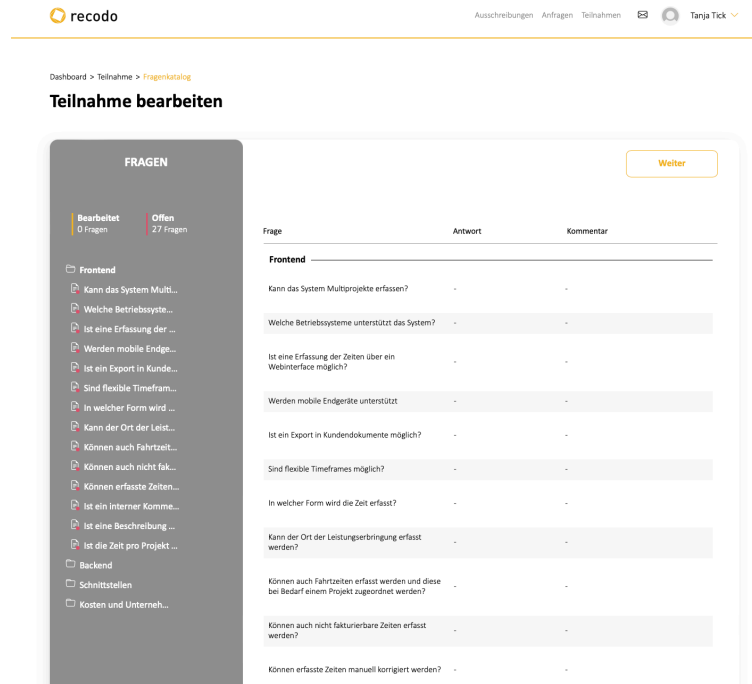 recodo
Ausschreibungen Anfragen Teilnahmen Tanja Tick
Dashboard > Teilnahme > Fragenkatalog
Teilnahme bearbeiten
FRAGEN
Weiter
Bearbeitet
0 Fragen
Offen
27 Fragen
Frontend
Kann das System Multi...
Welche Betriebssyste...
Ist eine Erfassung der ...
Werden mobile Endge...
Ist ein Export in Kunde...
Sind flexible Timefram...
In welcher Form wird ...
Kann der Ort der Leist...
Können auch Fahrtzeit...
Können auch nicht fak...
Können erfasste Zeiten...
Ist ein interner Komme...
Ist eine Beschreibung ...
Ist die Zeit pro Projekt ...
Backend
Schnittstellen
Kosten und Unterneh...
Frage Antwort Kommentar
Frontend
Kann das System Multiprojekte erfassen? - -
Welche Betriebssysteme unterstützt das System? - -
Ist eine Erfassung der Zeiten über ein
Webinterface möglich? - -
Werden mobile Endgeräte unterstützt - -
Ist ein Export in Kundendokumente möglich? - -
Sind flexible Timeframes möglich? - -
In welcher Form wird die Zeit erfasst? - -
Kann der Ort der Leistungserbringung erfasst
werden? - -
Können auch Fahrtzeiten erfasst werden und diese
bei Bedarf einem Projekt zugeordnet werden? - -
Können auch nicht fakturierbare Zeiten erfasst
werden? - -
Können erfasste Zeiten manuell korrigiert werden? - -